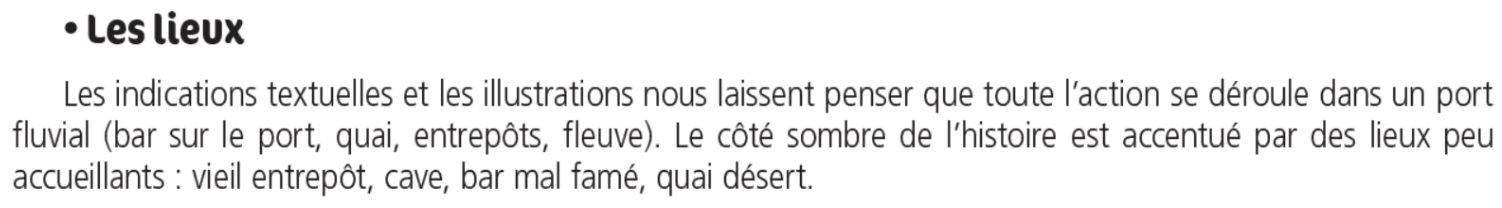 • Les lieux
Les indications textuelles et les illustrations nous laissent penser que toute l’action se déroule dans un port
fluvial (bar sur le port, quai, entrepôts, fleuve). Le côté sombre de l’histoire est accentué par des lieux peu
accueillants : vieil entrepôt, cave, bar mal famé, quai désert.